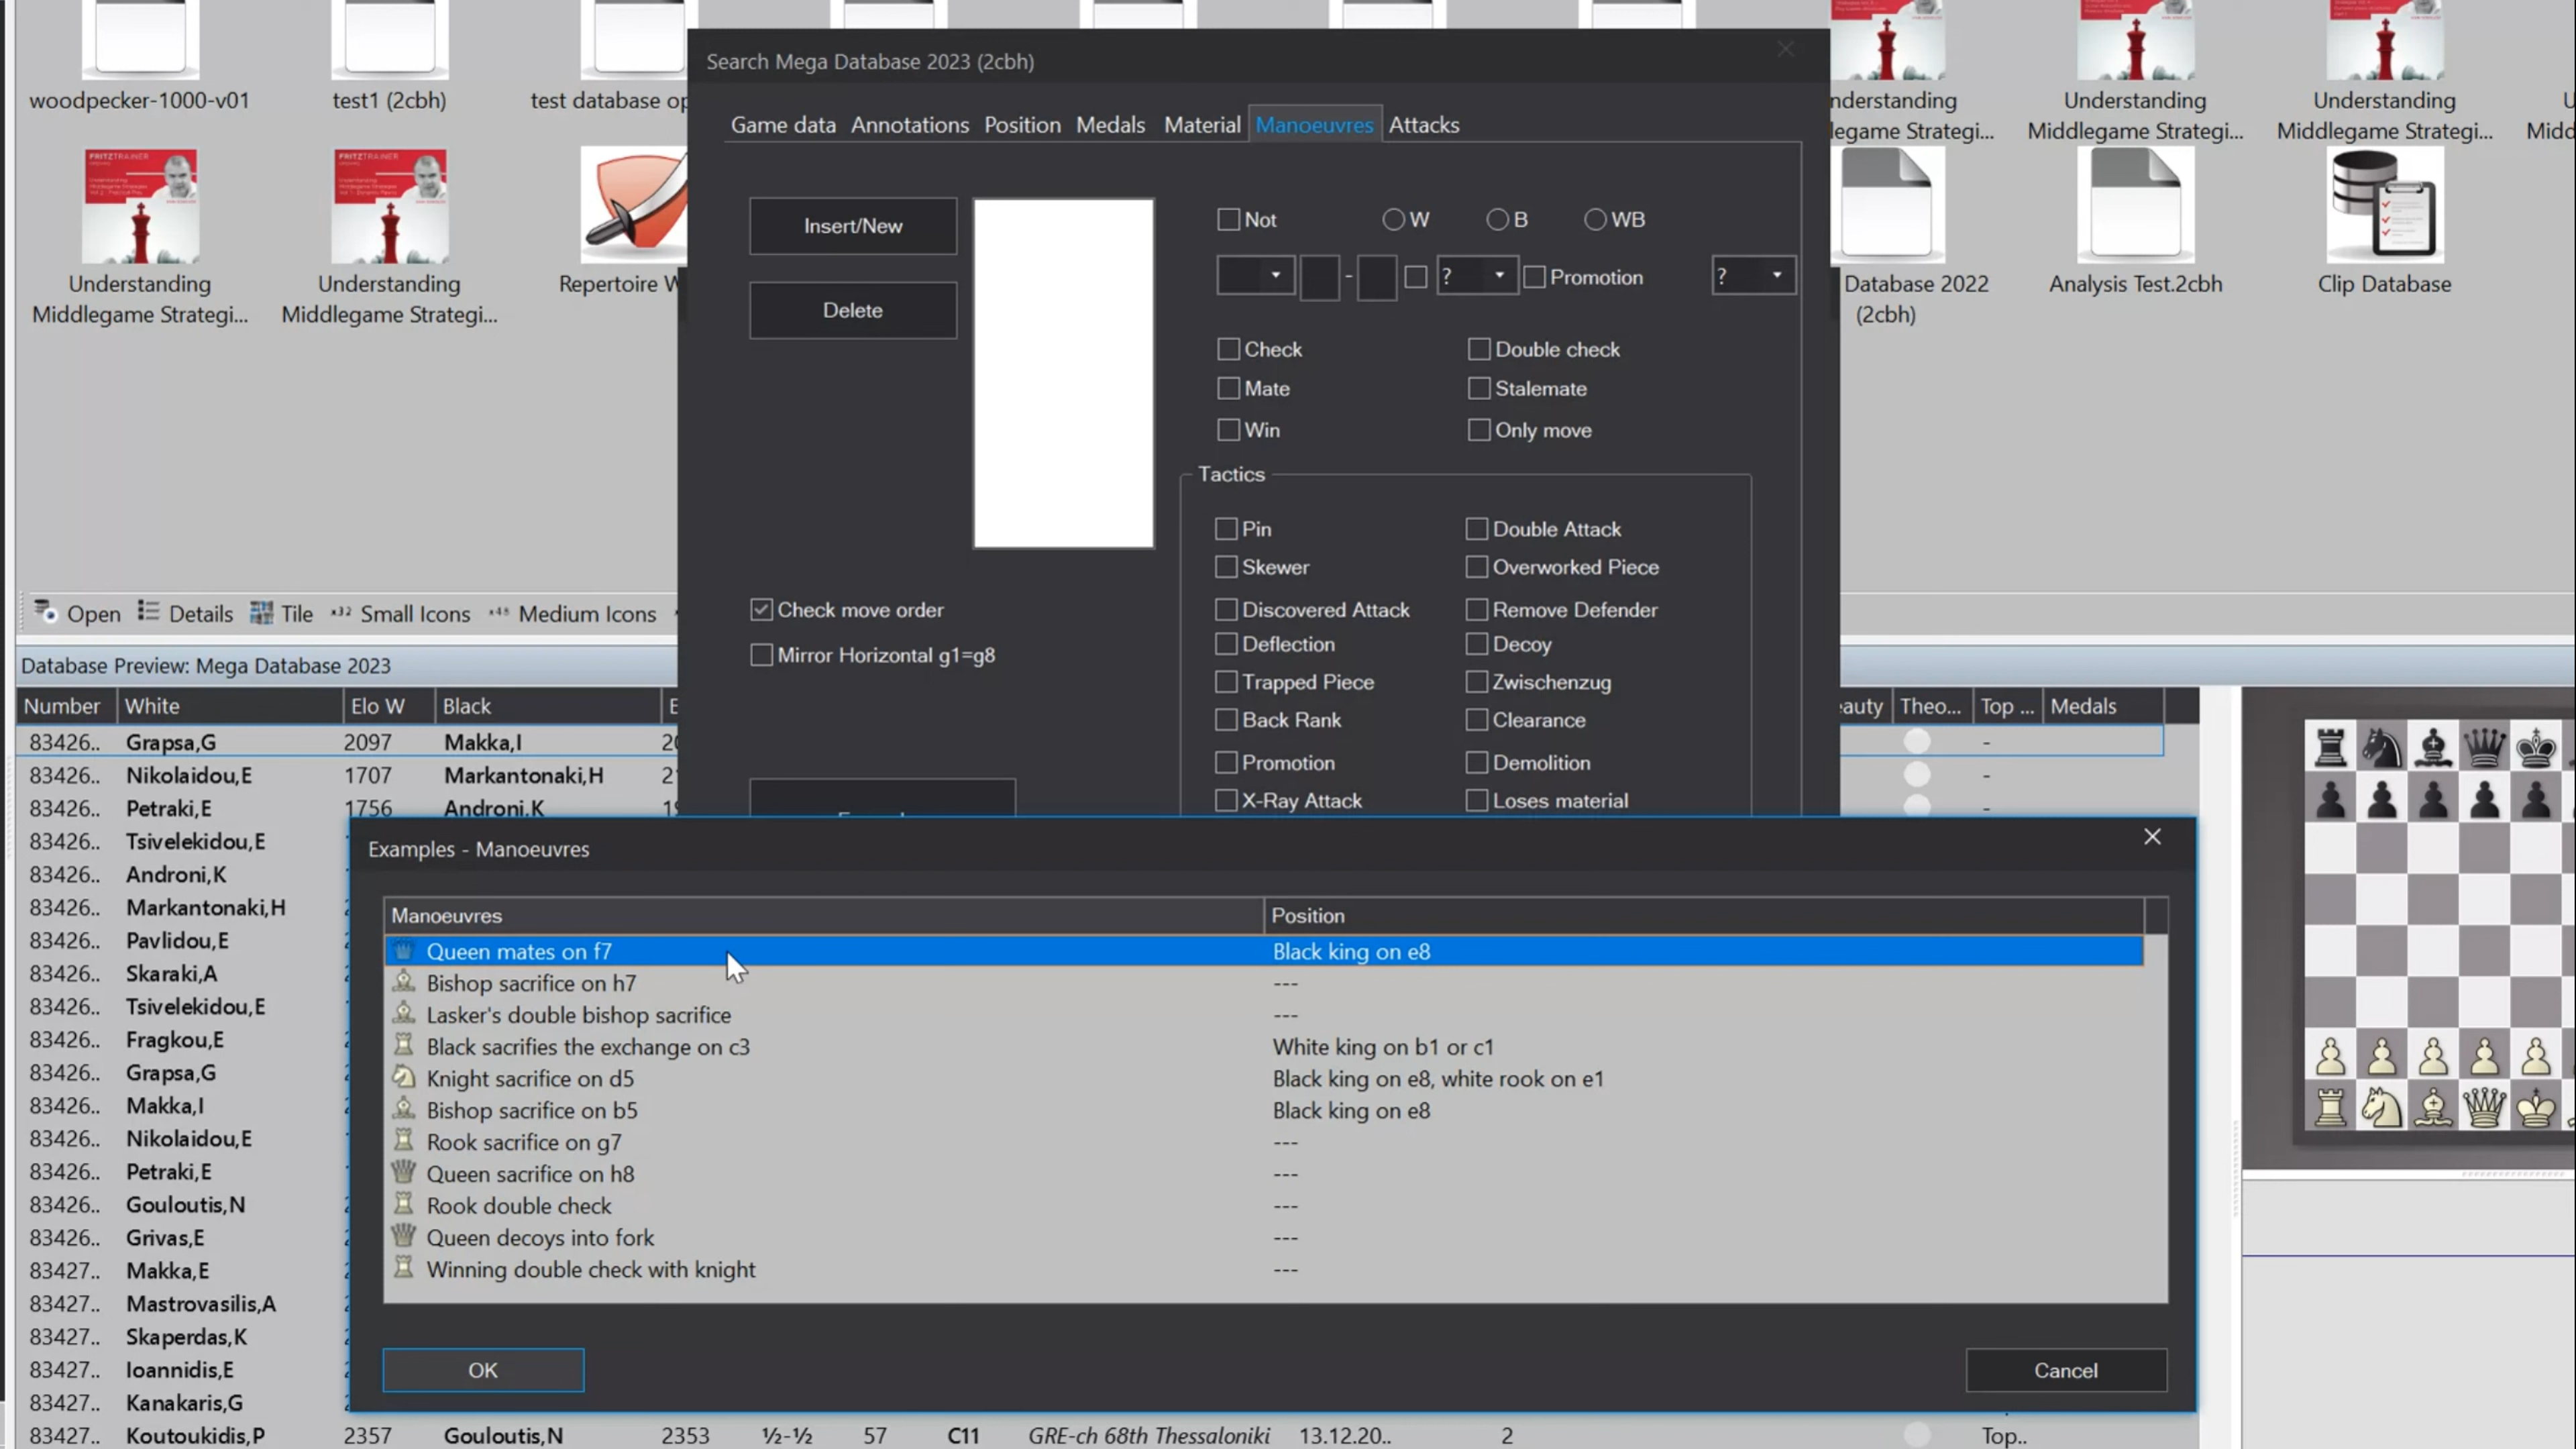 woodpecker-1000-v01
test1 (2cbh)
test database op
Understanding
Middlegame Strategi...
Understanding
Middlegame Strategi...
Repertoire W
Search Mega Database 2023 (2cbh)
Game data Annotations Position Medals Material Manoeuvres Attacks
Insert/New
Delete
Not W B WB
- ? Promotion ?
Check Double check
Mate Stalemate
Win Only move
Tactics
Pin Double Attack
Skewer Overworked Piece
Discovered Attack Remove Defender
Deflection Decoy
Trapped Piece Zwischenzug
Back Rank Clearance
Promotion Demolition
X-Ray Attack Loses material
Check move order
Mirror Horizontal g1=g8
nderstanding
legame Strategi...
Understanding
Middlegame Strategi...
Understanding
Middlegame Strategi...
Midd
Database 2022
(2cbh)
Analysis Test.2cbh
Clip Database
Open Details Tile x32 Small Icons x48 Medium Icons
Database Preview: Mega Database 2023
Number White Elo W Black E eauty Theo... Top ... Medals
83426.. Grapsa,G 2097 Makka,I 20 -
83426.. Nikolaidou,E 1707 Markantonaki,H 21 -
83426.. Petraki,E 1756 Androni,K 19 -
83426.. Tsivelekidou,E
83426.. Androni,K
83426.. Markantonaki,H
83426.. Pavlidou,E
83426.. Skaraki,A
83426.. Tsivelekidou,E
83426.. Fragkou,E
83426.. Grapsa,G
83426.. Makka,I
83426.. Nikolaidou,E
83426.. Petraki,E
83426.. Gouloutis,N
83426.. Grivas,E
83427.. Makka,E
83427.. Mastrovasilis,A
83427.. Skaperdas,K
83427.. Ioannidis,E
83427.. Kanakaris,G
83427.. Koutoukidis,P 2357 Gouloutis,N 2353 ½-½ 57 C11 GRE-ch 68th Thessaloniki 13.12.20.. 2 Top..
Examples - Manoeuvres
Manoeuvres Position
Queen mates on f7 Black king on e8
Bishop sacrifice on h7 ---
Lasker's double bishop sacrifice ---
Black sacrifies the exchange on c3 White king on b1 or c1
Knight sacrifice on d5 Black king on e8, white rook on e1
Bishop sacrifice on b5 Black king on e8
Rook sacrifice on g7 ---
Queen sacrifice on h8 ---
Rook double check ---
Queen decoys into fork ---
Winning double check with knight ---
OK Cancel